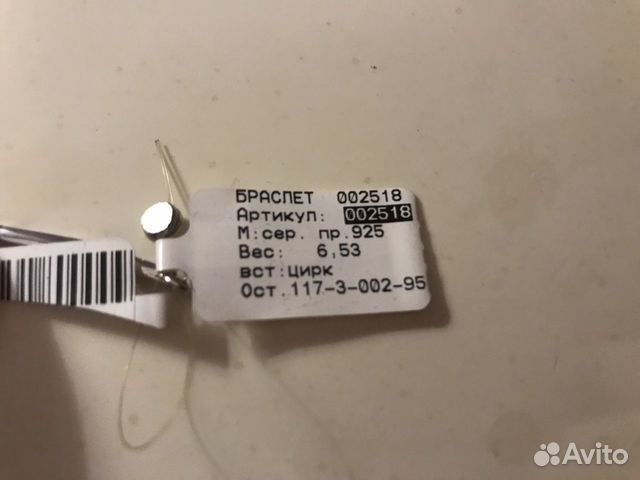 БРАСЛЕТ 002518
Артикул: 002518
М:сер. пр.925
Вес: 6,53
вст:цирк
Ост.117-3-002-95
Avito